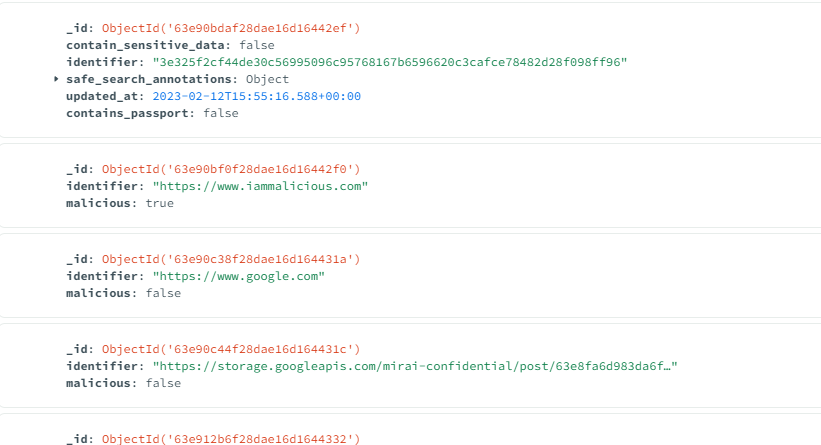 _id: ObjectId('63e90bdaf28dae16d16442ef')
contain_sensitive_data: false
identifier: "3e325f2cf44de30c56995096c95768167b6596620c3cafce78482d28f098ff96"
safe_search_annotations: Object
updated_at: 2023-02-12T15:55:16.588+00:00
contains_passport: false
_id: ObjectId('63e90bf0f28dae16d16442f0')
identifier: "https://www.iammalicious.com"
malicious: true
_id: ObjectId('63e90c38f28dae16d164431a')
identifier: "https://www.google.com"
malicious: false
_id: ObjectId('63e90c44f28dae16d164431c')
identifier: "https://storage.googleapis.com/mirai-confidential/post/63e8fa6d983da6f…"
malicious: false
_id: ObjectId('63e912b6f28dae16d1644332')